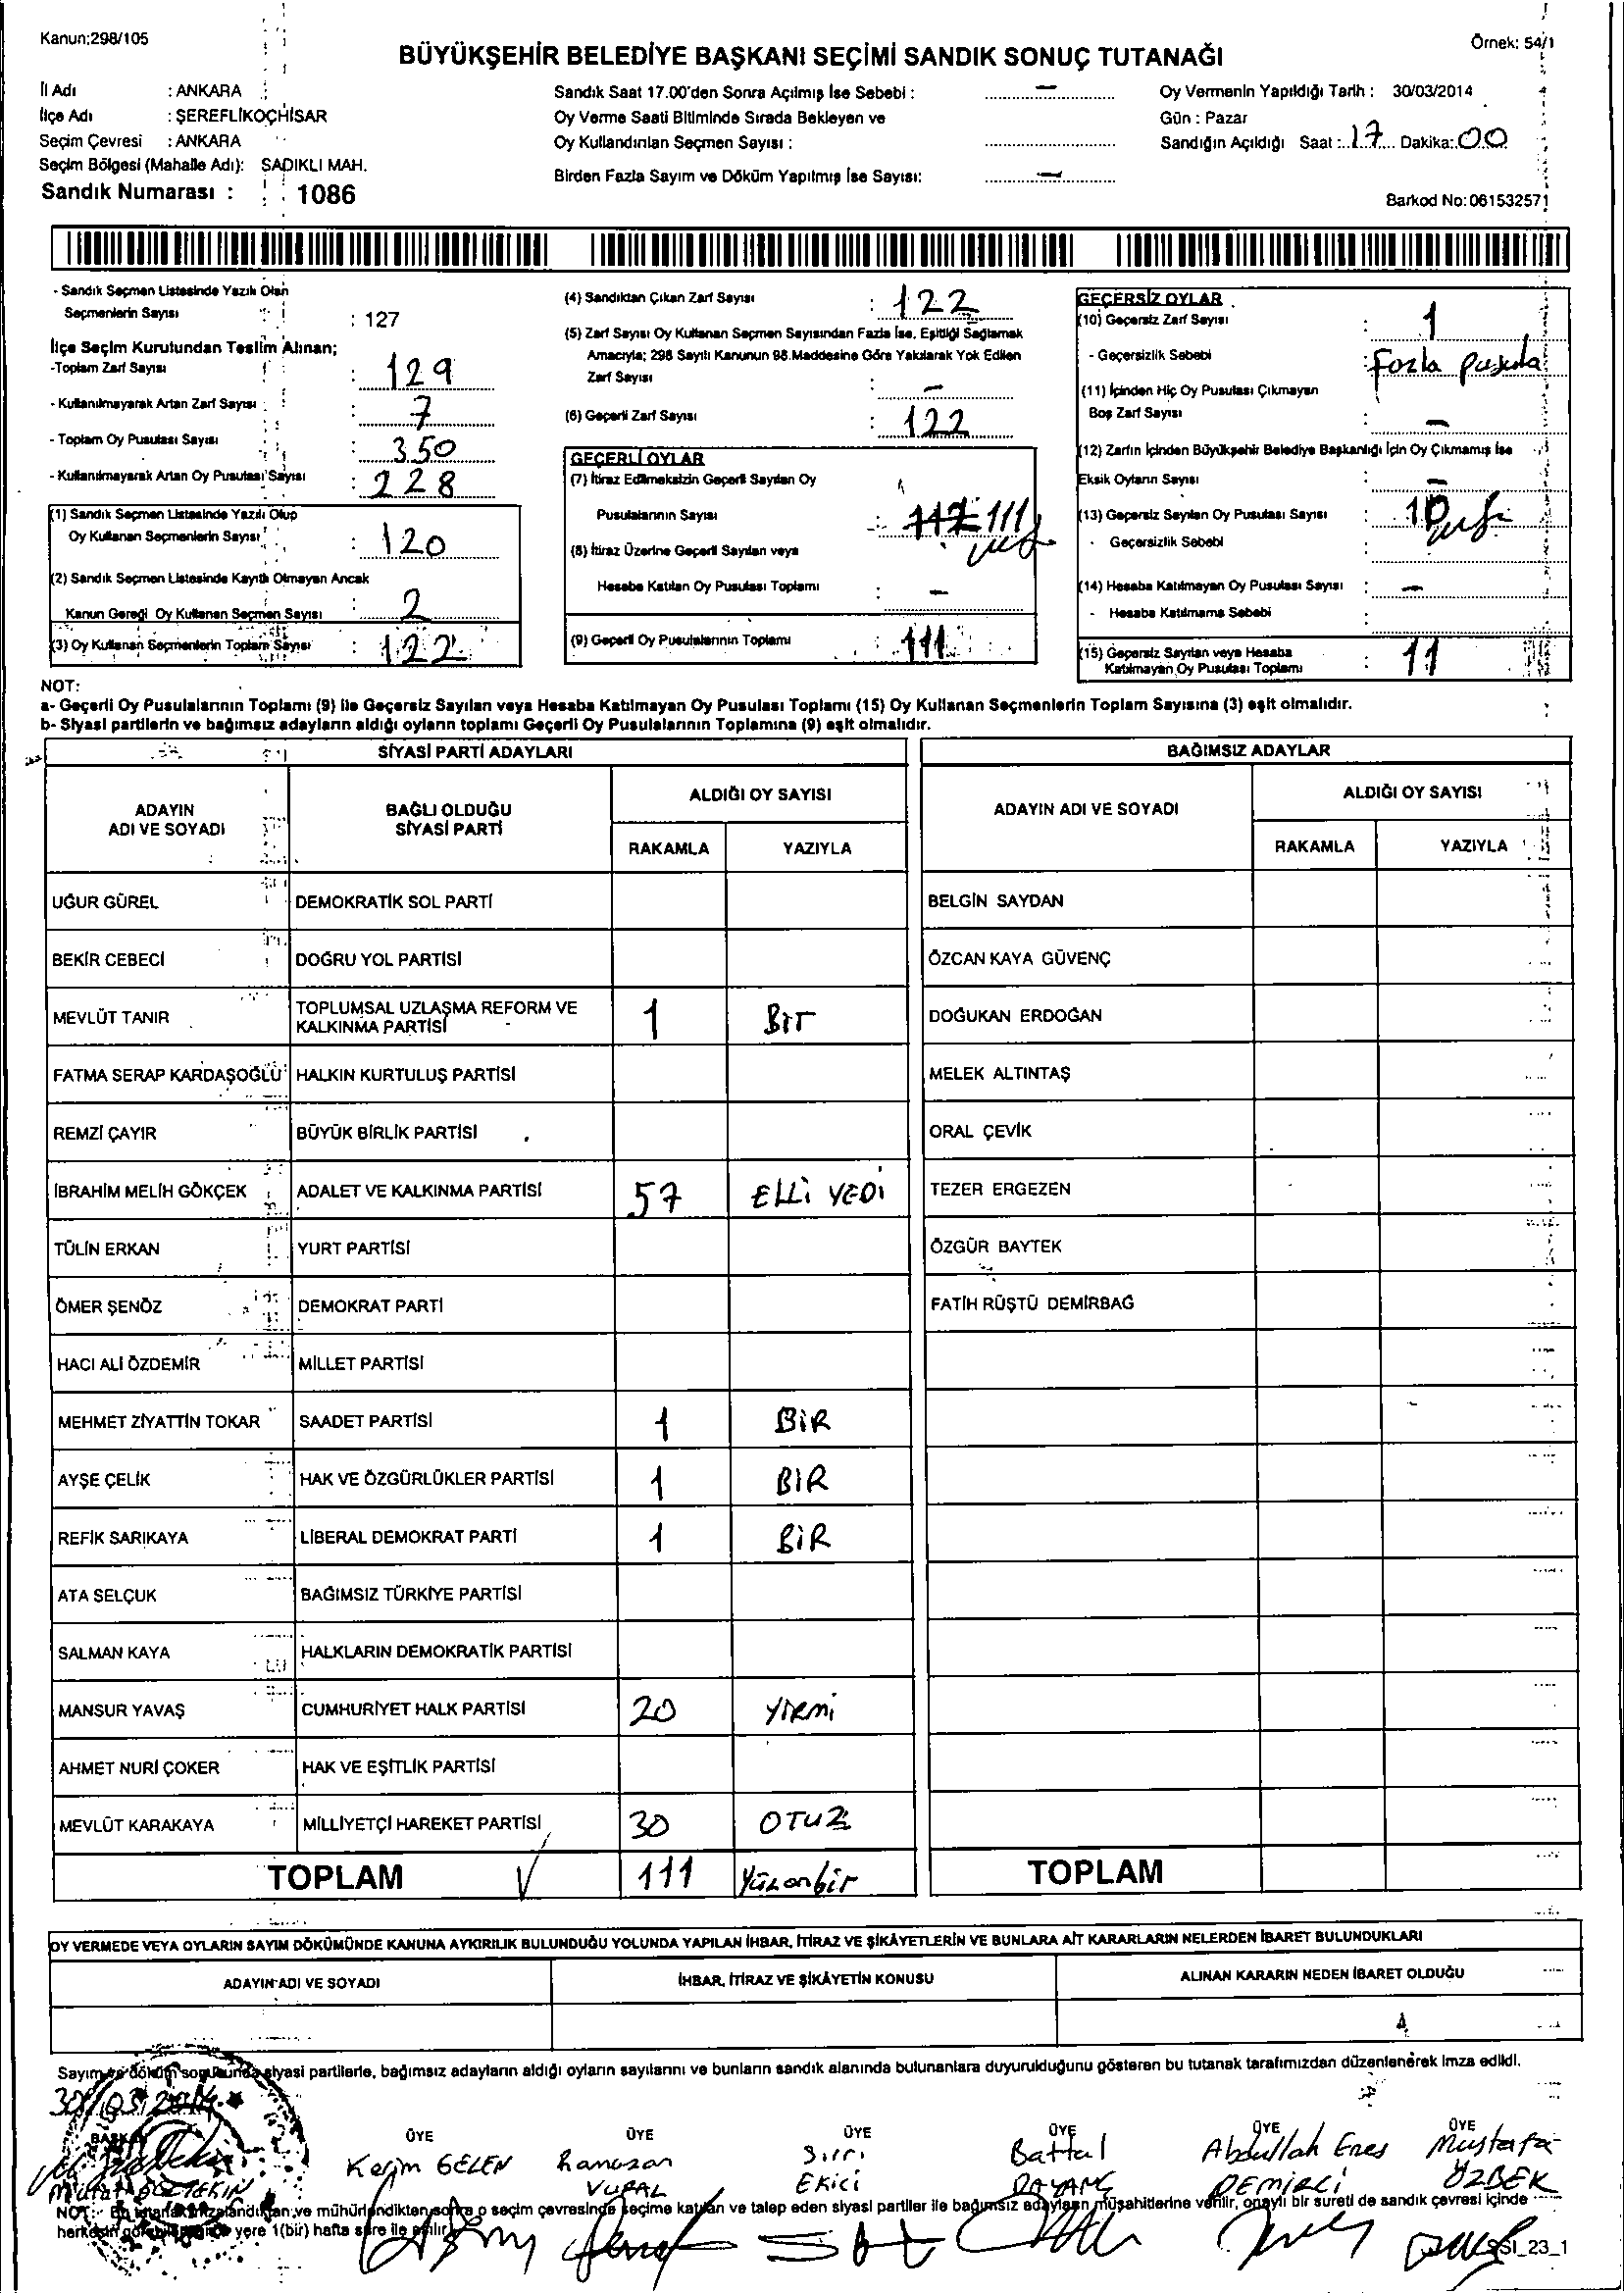 Kanun;298/105
Örnek: 54/1
BÜYÜKŞEHİR BELEDİYE BAŞKANI SEÇİMİ SANDIK SONUÇ TUTANAĞI
İl Adı : ANKARA
İlçe Adı : ŞEREFLİKOÇHİSAR
Seçim Çevresi : ANKARA
Seçim Bölgesi (Mahalle Adı): SADIKLI MAH.
Sandık Numarası : 1086
Sandık Saat 17.00'den Sonra Açılmış İse Sebebi : —
Oy Verme Saati Bitiminde Sırada Bekleyen ve
Oy Kullandırılan Seçmen Sayısı :
Birden Fazla Sayım ve Döküm Yapılmış İse Sayısı: —
Oy Vermenin Yapıldığı Tarih : 30/03/2014
Gün : Pazar
Sandığın Açıldığı Saat : 17 Dakika: 00
Barkod No: 061532571
- Sandık Seçmen Listesinde Yazılı Olan
Seçmenlerin Sayısı : 127
İlçe Seçim Kurulundan Teslim Alınan;
-Toplam Zarf Sayısı : 129
- Kullanılmayarak Artan Zarf Sayısı : 7
- Toplam Oy Pusulası Sayısı : 350
- Kullanılmayarak Artan Oy Pusulası Sayısı : 228
(1) Sandık Seçmen Listesinde Yazılı Olup
Oy Kullanan Seçmenlerin Sayısı : 120
(2) Sandık Seçmen Listesinde Kayıtlı Olmayan Ancak
Kanun Gereği Oy Kullanan Seçmen Sayısı : 2
(3) Oy Kullanan Seçmenlerin Toplam Sayısı : 122
(4) Sandıktan Çıkan Zarf Sayısı : 122
(5) Zarf Sayısı Oy Kullanan Seçmen Sayısından Fazla İse, Eşitliği Sağlamak
Amacıyla; 298 Sayılı Kanunun 98.Maddesine Göre Yakılarak Yok Edilen
Zarf Sayısı : —
(6) Geçerli Zarf Sayısı : 122
GEÇERLİ OYLAR
(7) İtiraz Edilmeksizin Geçerli Sayılan Oy
Pusulalarının Sayısı : 112 111
(8) İtiraz Üzerine Geçerli Sayılan veya
Hesaba Katılan Oy Pusulası Toplamı : —
(9) Geçerli Oy Pusulalarının Toplamı : 111
GEÇERSİZ OYLAR
(10) Geçersiz Zarf Sayısı : 1
- Geçersizlik Sebebi : Fazla pusula
(11) İçinden Hiç Oy Pusulası Çıkmayan
Boş Zarf Sayısı : —
(12) Zarfın İçinden Büyükşehir Belediye Başkanlığı İçin Oy Çıkmamış İse
Eksik Oyların Sayısı : —
(13) Geçersiz Sayılan Oy Pusulası Sayısı : 10
- Geçersizlik Sebebi
(14) Hesaba Katılmayan Oy Pusulası Sayısı : —
- Hesaba Katılmama Sebebi :
(15) Geçersiz Sayılan veya Hesaba
Katılmayan Oy Pusulası Toplamı : 11
NOT:
a- Geçerli Oy Pusulalarının Toplamı (9) ile Geçersiz Sayılan veya Hesaba Katılmayan Oy Pusulası Toplamı (15) Oy Kullanan Seçmenlerin Toplam Sayısına (3) eşit olmalıdır.
b- Siyasi partilerin ve bağımsız adayların aldığı oyların toplamı Geçerli Oy Pusulalarının Toplamına (9) eşit olmalıdır.
SİYASİ PARTİ ADAYLARI
ADAYIN ADI VE SOYADI
BAĞLI OLDUĞU SİYASİ PARTİ
ALDIĞI OY SAYISI
RAKAMLA YAZIYLA
UĞUR GÜREL DEMOKRATİK SOL PARTİ
BEKİR CEBECİ DOĞRU YOL PARTİSİ
MEVLÜT TANIR TOPLUMSAL UZLAŞMA REFORM VE KALKINMA PARTİSİ 1 Bir
FATMA SERAP KARDAŞOĞLU HALKIN KURTULUŞ PARTİSİ
REMZİ ÇAYIR BÜYÜK BİRLİK PARTİSİ
İBRAHİM MELİH GÖKÇEK ADALET VE KALKINMA PARTİSİ 57 ELLİ YEDİ
TÜLİN ERKAN YURT PARTİSİ
ÖMER ŞENÖZ DEMOKRAT PARTİ
HACI ALİ ÖZDEMİR MİLLET PARTİSİ
MEHMET ZİYATTİN TOKAR SAADET PARTİSİ 1 BİR
AYŞE ÇELİK HAK VE ÖZGÜRLÜKLER PARTİSİ 1 BIR
REFİK SARIKAYA LİBERAL DEMOKRAT PARTİ 1 BİR
ATA SELÇUK BAĞIMSIZ TÜRKİYE PARTİSİ
SALMAN KAYA HALKLARIN DEMOKRATİK PARTİSİ
MANSUR YAVAŞ CUMHURİYET HALK PARTİSİ 20 YİRMİ
AHMET NURİ ÇOKER HAK VE EŞİTLİK PARTİSİ
MEVLÜT KARAKAYA MİLLİYETÇİ HAREKET PARTİSİ 30 OTUZ
TOPLAM 111 Yüzonbir
BAĞIMSIZ ADAYLAR
ADAYIN ADI VE SOYADI
ALDIĞI OY SAYISI
RAKAMLA YAZIYLA
BELGİN SAYDAN
ÖZCAN KAYA GÜVENÇ
DOĞUKAN ERDOĞAN
MELEK ALTINTAŞ
ORAL ÇEVİK
TEZER ERGEZEN
ÖZGÜR BAYTEK
FATİH RÜŞTÜ DEMİRBAĞ
TOPLAM
OY VERMEDE VEYA OYLARIN SAYIM DÖKÜMÜNDE KANUNA AYKIRILIK BULUNDUĞU YOLUNDA YAPILAN İHBAR, İTİRAZ VE ŞİKÂYETLERİN VE BUNLARA AİT KARARLARIN NELERDEN İBARET BULUNDUKLARI
ADAYIN ADI VE SOYADI
İHBAR, İTİRAZ VE ŞİKÂYETİN KONUSU
ALINAN KARARIN NEDEN İBARET OLDUĞU
Sayım ve döküm sonucunda siyasi partilerle, bağımsız adayların aldığı oyların sayılarını ve bunların sandık alanında bulunanlara duyurulduğunu gösteren bu tutanak tarafımızdan düzenlenerek imza edildi.
30/03/2014
BAŞKAN ÜYE ÜYE ÜYE ÜYE ÜYE ÜYE
Kerim GELEN
Ramazan VURAL
Sırrı EKİCİ
Battal
Abdullah Enes DEMİRCİ
Mustafa ÖZBEK
NOT:- Bu tutanak imzalandıktan ve mühürlendikten sonra o seçim çevresinde seçime katılan ve talep eden siyasi partiler ile bağımsız adayların müşahitlerine verilir, onaylı bir sureti de sandık çevresi içinde
herkesin görebileceği bir yere 1(bir) hafta süre ile asılır.
SSI_23_1